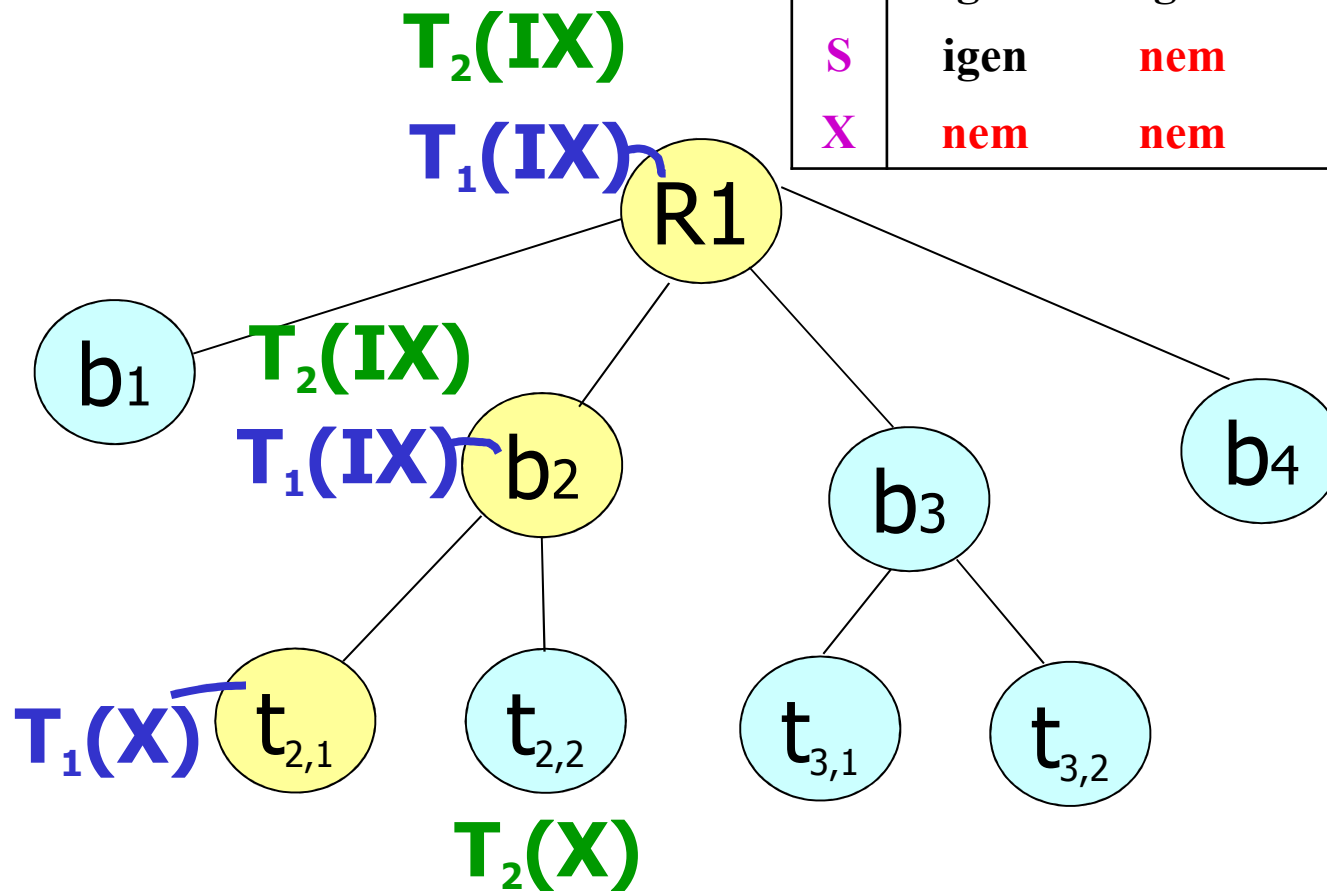 S igen nem
X nem nem
T₂(IX)
T₁(IX)
R1
b1
T₂(IX)
T₁(IX)
b2
b3
b4
T₁(X)
t₂,₁
t₂,₂
t₃,₁
t₃,₂
T₂(X)